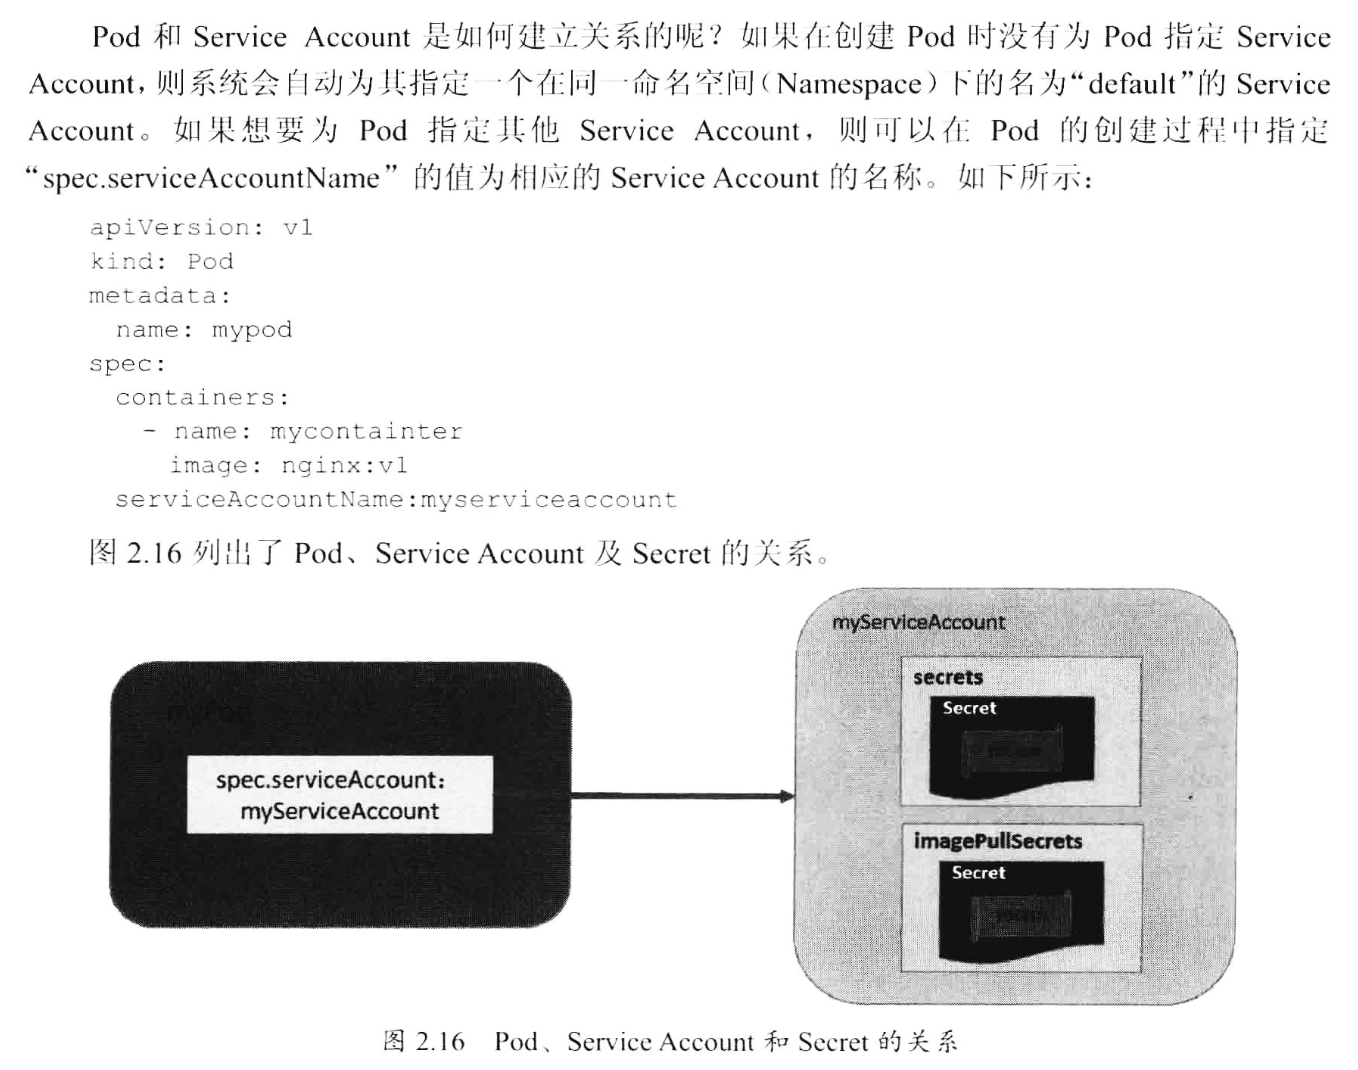 Pod 和 Service Account 是如何建立关系的呢？如果在创建 Pod 时没有为 Pod 指定 Service
Account，则系统会自动为其指定一个在同一命名空间（Namespace）下的名为“default”的 Service
Account。如果想要为 Pod 指定其他 Service Account，则可以在 Pod 的创建过程中指定
“spec.serviceAccountName”的值为相应的 Service Account 的名称。如下所示：
apiVersion: v1
kind: Pod
metadata:
  name: mypod
spec:
  containers:
    - name: mycontainter
      image: nginx:v1
  serviceAccountName:myserviceaccount
图 2.16 列出了 Pod、Service Account 及 Secret 的关系。
spec.serviceAccount:
myServiceAccount
myServiceAccount
secrets
Secret
imagePullSecrets
Secret
图 2.16 Pod、Service Account 和 Secret 的关系